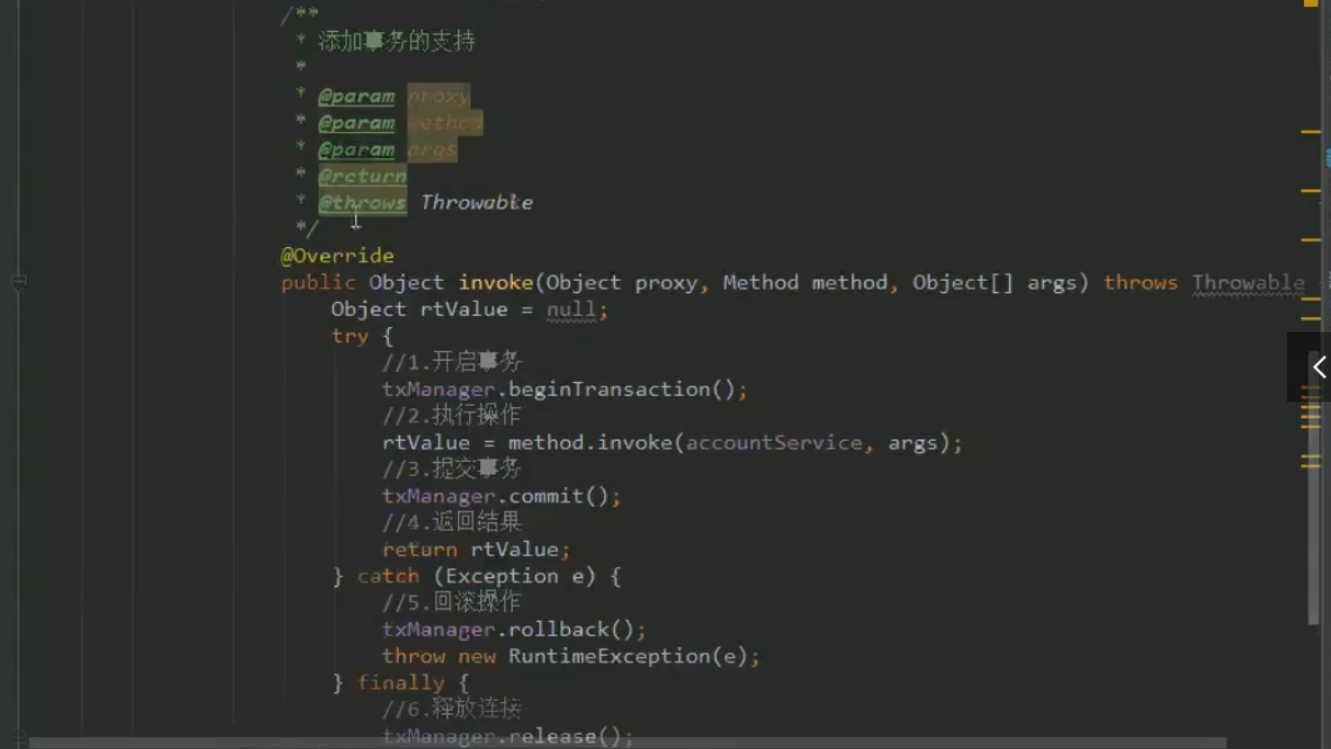 /**
* 添加事务的支持
*
* @param proxy
* @param method
* @param args
* @return
* @throws Throwable
*/
@Override
public Object invoke(Object proxy, Method method, Object[] args) throws Throwable
Object rtValue = null;
try {
//1.开启事务
txManager.beginTransaction();
//2.执行操作
rtValue = method.invoke(accountService, args);
//3.提交事务
txManager.commit();
//4.返回结果
return rtValue;
} catch (Exception e) {
//5.回滚操作
txManager.rollback();
throw new RuntimeException(e);
} finally {
//6.释放连接
txManager.release();